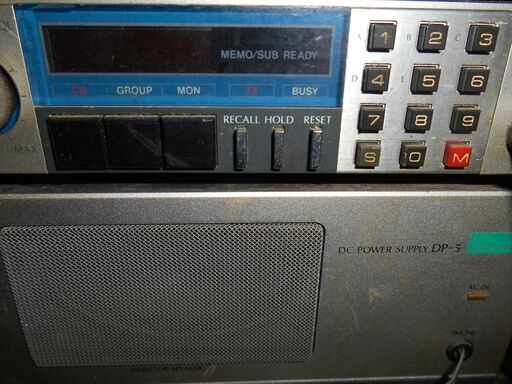 MEMO/SUB READY
CQ GROUP MON TX BUSY
RECALL HOLD RESET
MAX
A 1 B 2 C 3
D 4 E 5 6
7 8 9
S 10 M
DC POWER SUPPLY DP-5
AC IN
PHONE
MONITOR SPEAKER